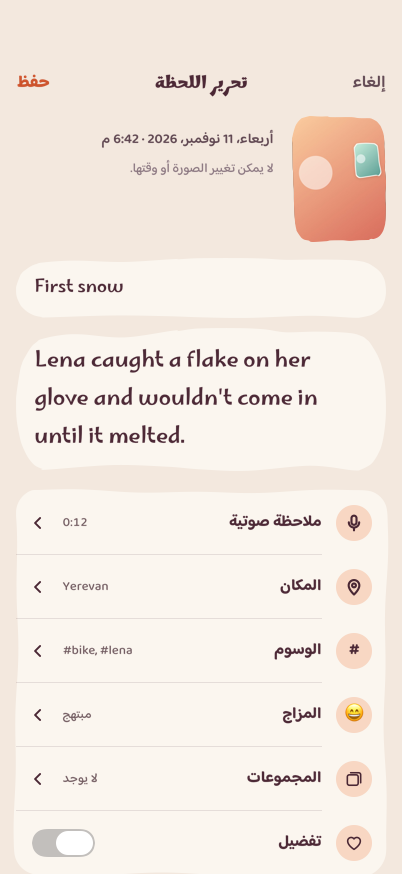 إلغاء
تحرير اللحظة
حفظ
أربعاء، 11 نوفمبر، 2026 · 6:42 م
لا يمكن تغيير الصورة أو وقتها.
First snow
Lena caught a flake on her
glove and wouldn't come in
until it melted.
ملاحظة صوتية
0:12
المكان
Yerevan
#
الوسوم
#bike, #lena
المزاج
مبتهج
المجموعات
لا يوجد
تفضيل